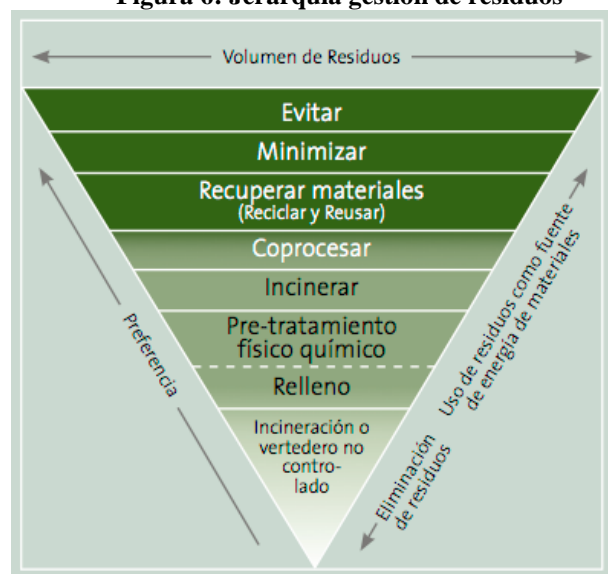 Figura 6. Jerarquía gestión de residuos
Volumen de Residuos
Evitar
Minimizar
Recuperar materiales
(Reciclar y Reusar)
Coprocesar
Incinerar
Pre-tratamiento
físico químico
Relleno
Incineración o
vertedero no
contro-
lado
Preferencia
Uso de residuos como fuente
de energía de materiales
Eliminación
de residuos